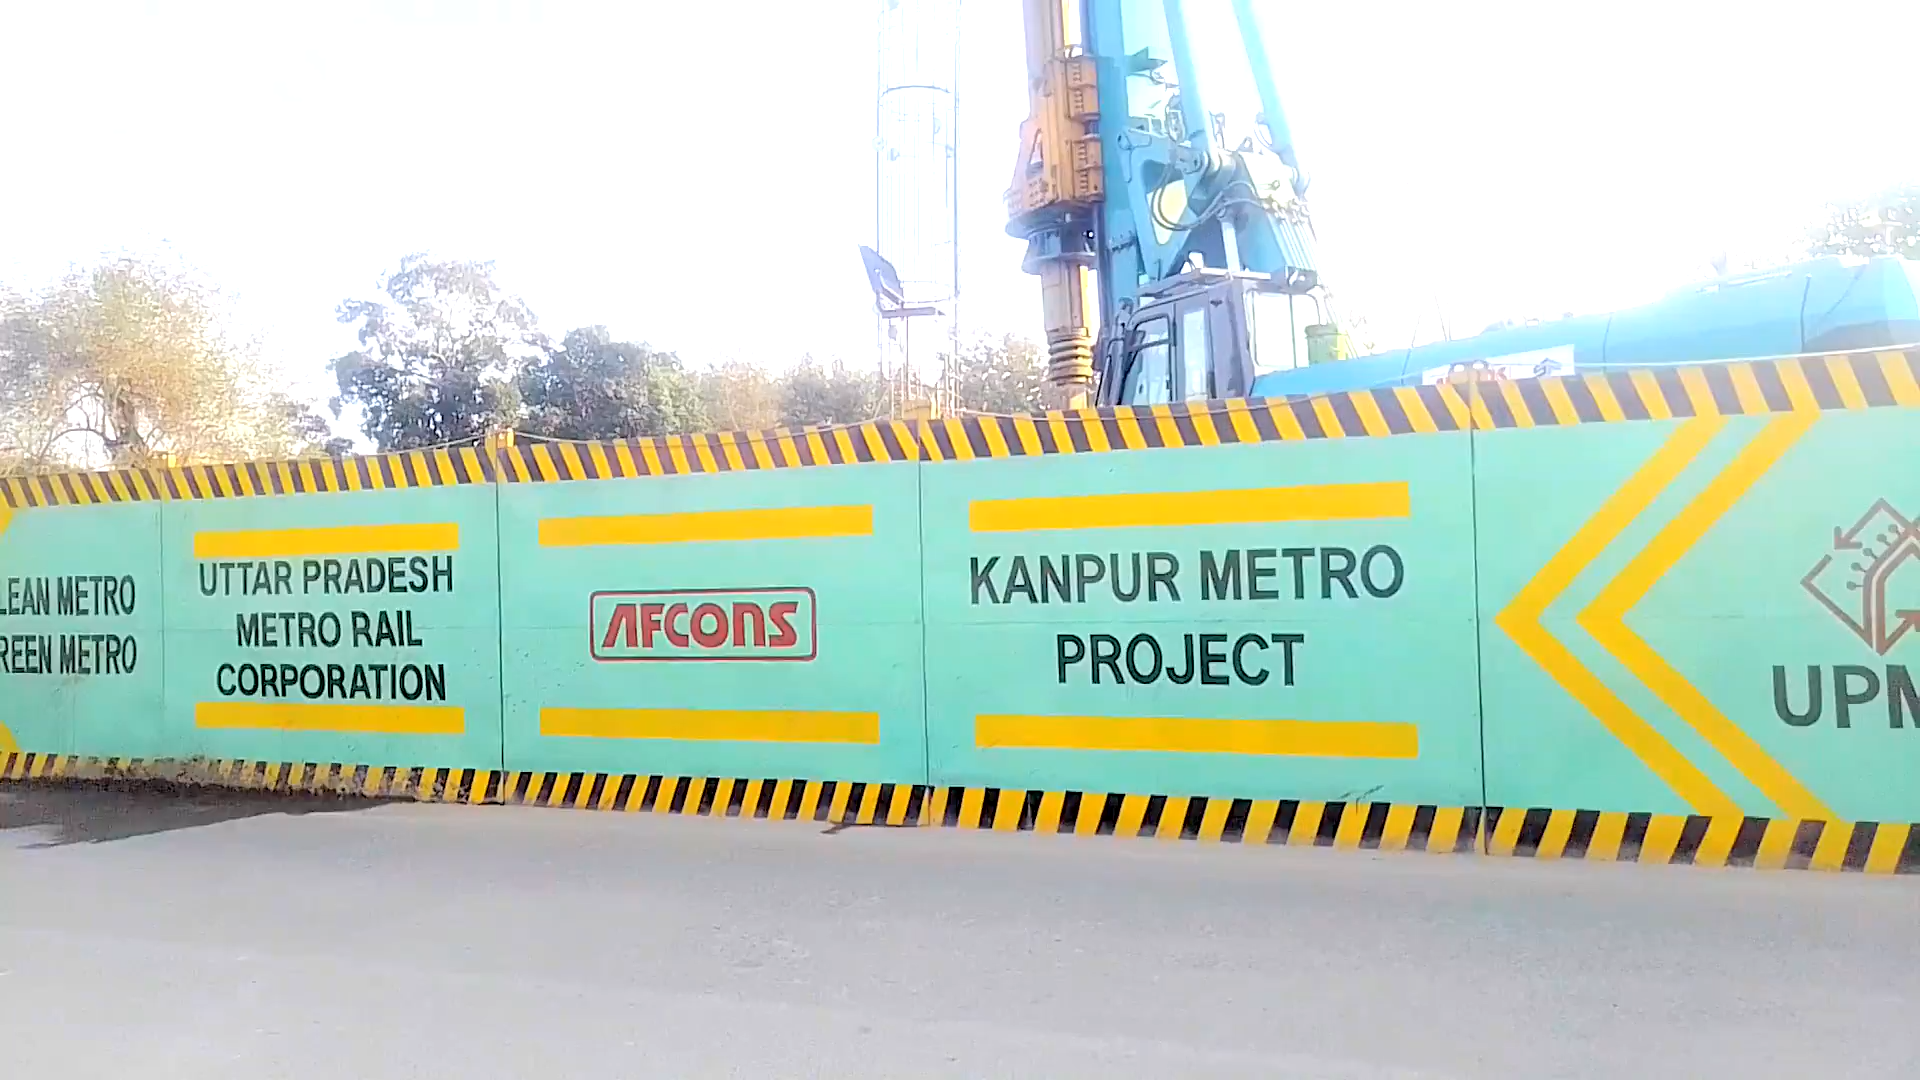 LEAN METRO
REEN METRO
UTTAR PRADESH
METRO RAIL
CORPORATION
AFCONS
KANPUR METRO
PROJECT
UPM